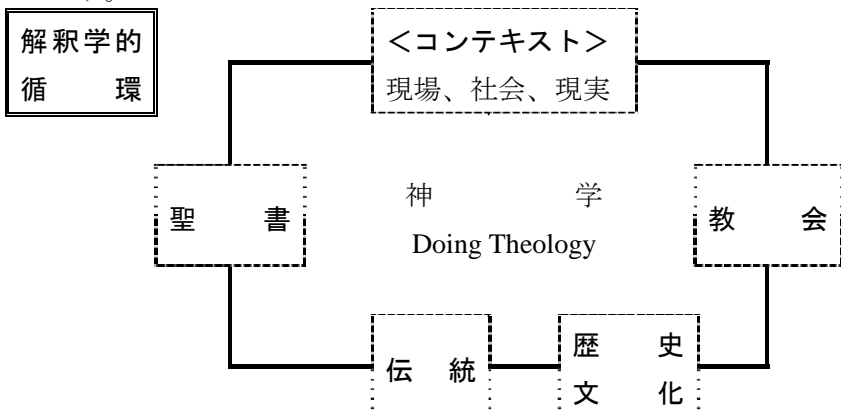 解釈学的
循環
＜コンテキスト＞
現場、社会、現実
聖書
神学
Doing Theology
教会
伝統
歴史
文化